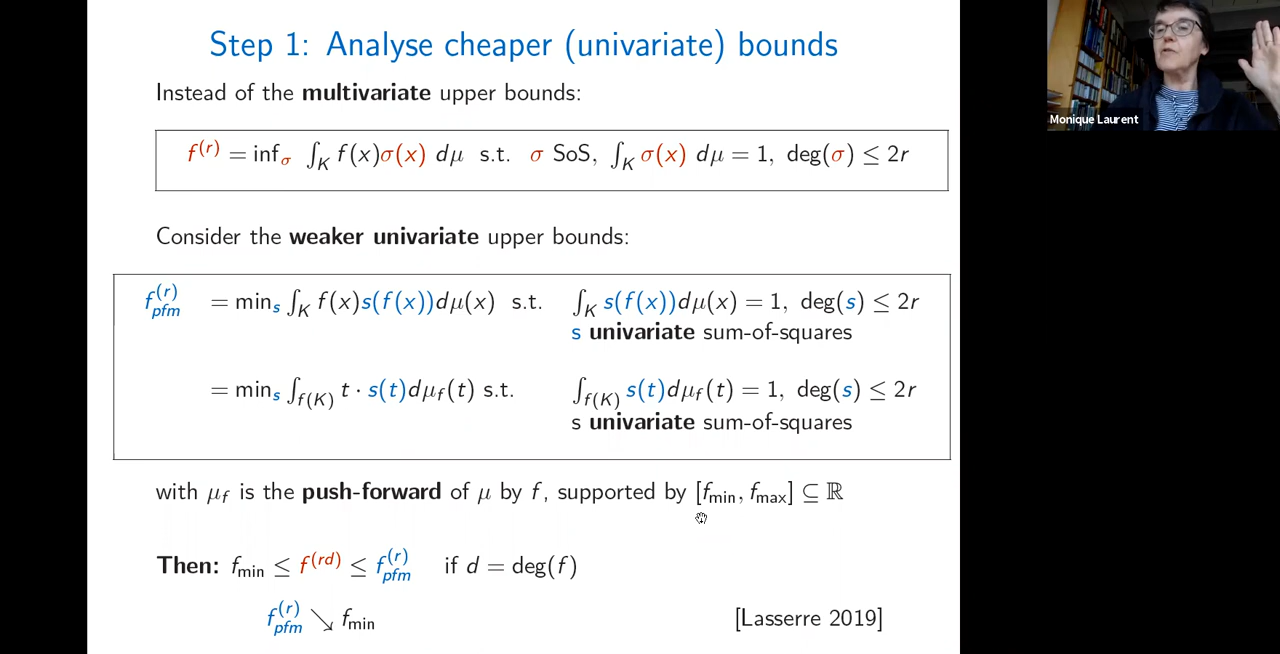 Step 1: Analyse cheaper (univariate) bounds
Instead of the multivariate upper bounds:
f^(r) = inf_σ ∫_K f(x)σ(x) dμ s.t. σ SoS, ∫_K σ(x) dμ = 1, deg(σ) ≤ 2r
Consider the weaker univariate upper bounds:
f_pfm^(r) = min_s ∫_K f(x)s(f(x))dμ(x) s.t. ∫_K s(f(x))dμ(x) = 1, deg(s) ≤ 2r
s univariate sum-of-squares
= min_s ∫_f(K) t · s(t)dμ_f(t) s.t. ∫_f(K) s(t)dμ_f(t) = 1, deg(s) ≤ 2r
s univariate sum-of-squares
with μ_f is the push-forward of μ by f, supported by [f_min, f_max] ⊆ ℝ
Then: f_min ≤ f^(rd) ≤ f_pfm^(r) if d = deg(f)
f_pfm^(r) ↘ f_min [Lasserre 2019]
Monique Laurent